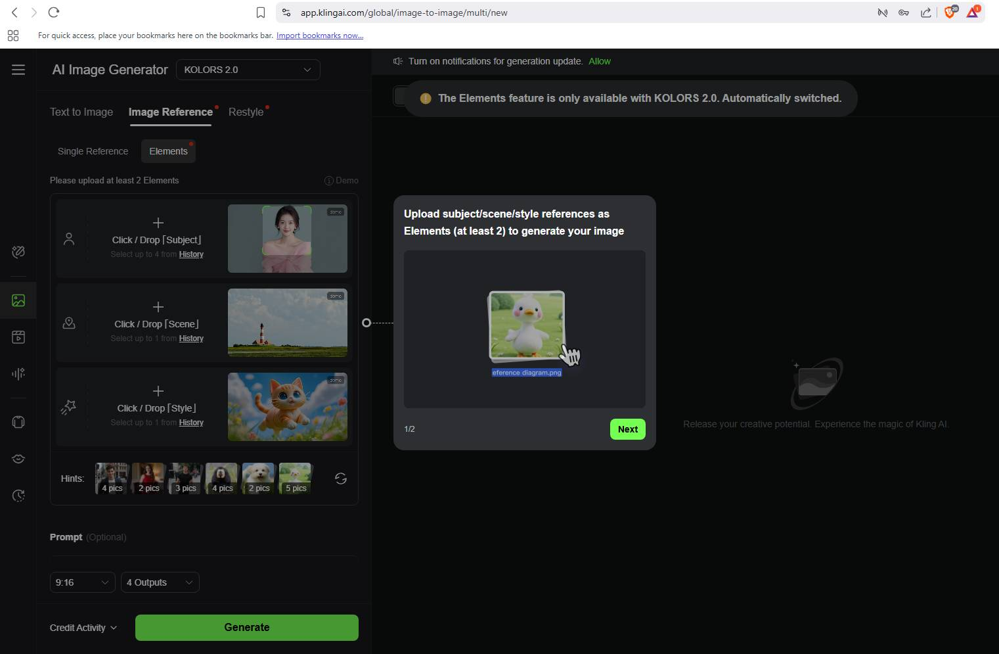 app.klingai.com/global/image-to-image/multi/new
20
1
For quick access, place your bookmarks here on the bookmarks bar. Import bookmarks now...
AI Image Generator
KOLORS 2.0
Turn on notifications for generation update. Allow
The Elements feature is only available with KOLORS 2.0. Automatically switched.
Text to Image
Image Reference
Restyle
Single Reference
Elements
Please upload at least 2 Elements
Demo
Click / Drop「Subject」
Select up to 4 from History
demo
Click / Drop「Scene」
Select up to 1 from History
demo
Click / Drop「Style」
Select up to 1 from History
demo
Hints:
4 pics
2 pics
3 pics
4 pics
2 pics
5 pics
Prompt (Optional)
9:16
4 Outputs
Credit Activity
Generate
Upload subject/scene/style references as
Elements (at least 2) to generate your image
eference diagram.png
1/2
Next
Release your creative potential. Experience the magic of Kling AI.